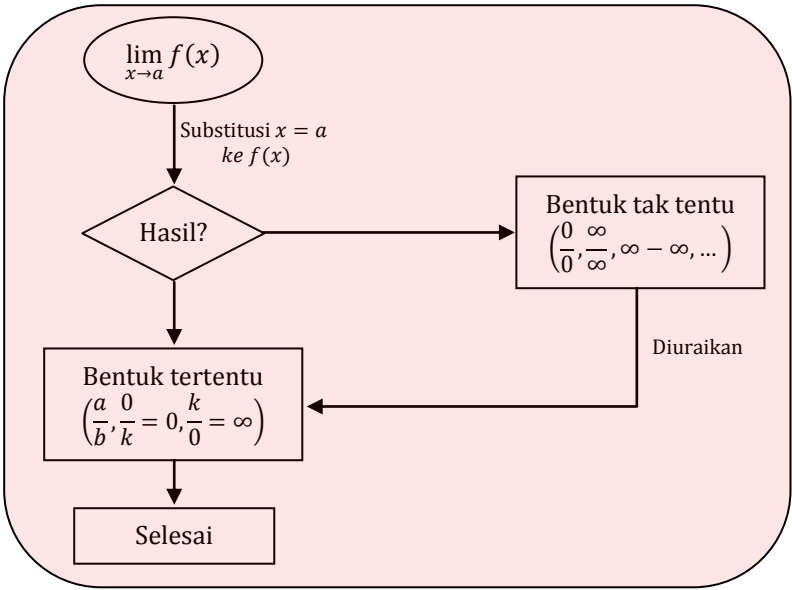 lim f(x)
x→a
Substitusi x = a
ke f(x)
Hasil?
Bentuk tak tentu
(0/0, ∞/∞, ∞ − ∞, …)
Diuraikan
Bentuk tertentu
(a/b, 0/k = 0, k/0 = ∞)
Selesai